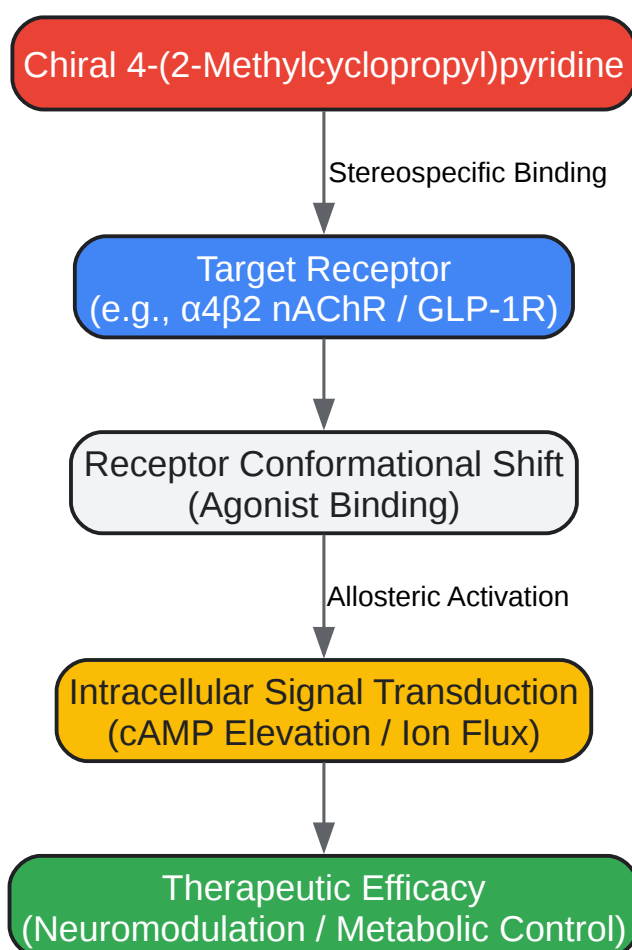 Chiral 4-(2-Methylcyclopropyl)pyridine
Stereospecific Binding
Target Receptor
(e.g., α4β2 nAChR / GLP-1R)
Receptor Conformational Shift
(Agonist Binding)
Allosteric Activation
Intracellular Signal Transduction
(cAMP Elevation / Ion Flux)
Therapeutic Efficacy
(Neuromodulation / Metabolic Control)